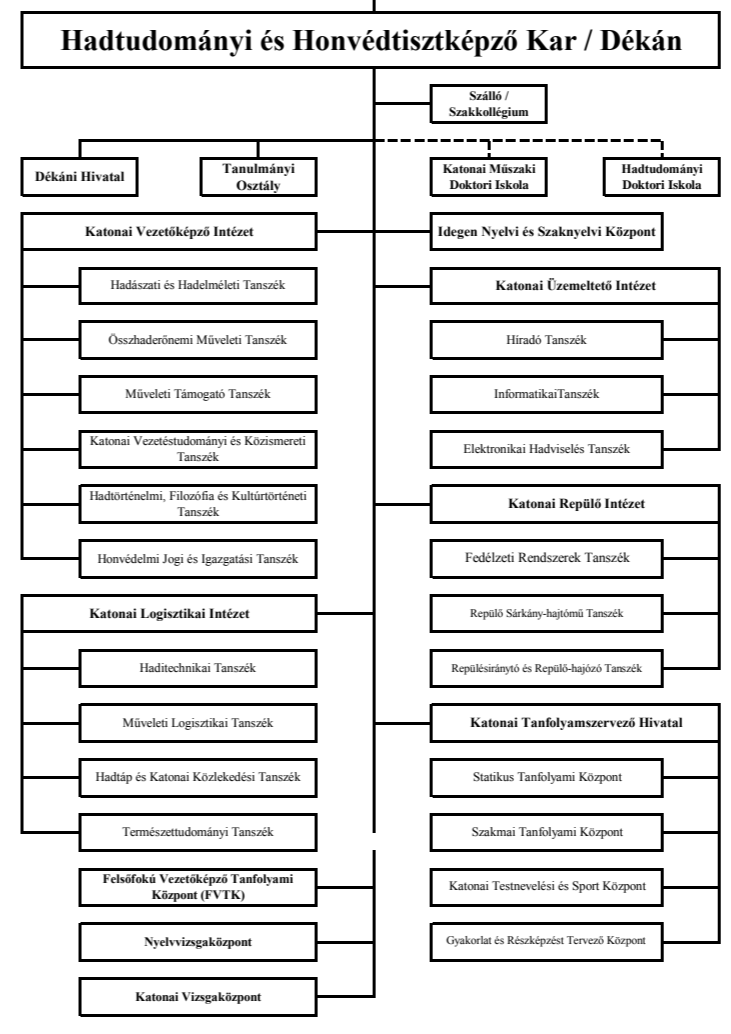 Hadtudományi és Honvédtisztképző Kar / Dékán
Szálló /
Szakkollégium
Dékáni Hivatal
Tanulmányi
Osztály
Katonai Műszaki
Doktori Iskola
Hadtudományi
Doktori Iskola
Katonai Vezetőképző Intézet
Hadászati és Hadelméleti Tanszék
Összhaderőnemi Műveleti Tanszék
Műveleti Támogató Tanszék
Katonai Vezetéstudományi és Közismereti
Tanszék
Hadtörténelmi, Filozófia és Kultúrtörténeti
Tanszék
Honvédelmi Jogi és Igazgatási Tanszék
Katonai Logisztikai Intézet
Haditechnikai Tanszék
Műveleti Logisztikai Tanszék
Hadtáp és Katonai Közlekedési Tanszék
Természettudományi Tanszék
Felsőfokú Vezetőképző Tanfolyami
Központ (FVTK)
Nyelvvizsgaközpont
Katonai Vizsgaközpont
Idegen Nyelvi és Szaknyelvi Központ
Katonai Üzemeltető Intézet
Híradó Tanszék
InformatikaiTanszék
Elektronikai Hadviselés Tanszék
Katonai Repülő Intézet
Fedélzeti Rendszerek Tanszék
Repülő Sárkány-hajtómű Tanszék
Repülésiránytó és Repülő-hajózó Tanszék
Katonai Tanfolyamszervező Hivatal
Statikus Tanfolyami Központ
Szakmai Tanfolyami Központ
Katonai Testnevelési és Sport Központ
Gyakorlat és Részképzést Tervező Központ